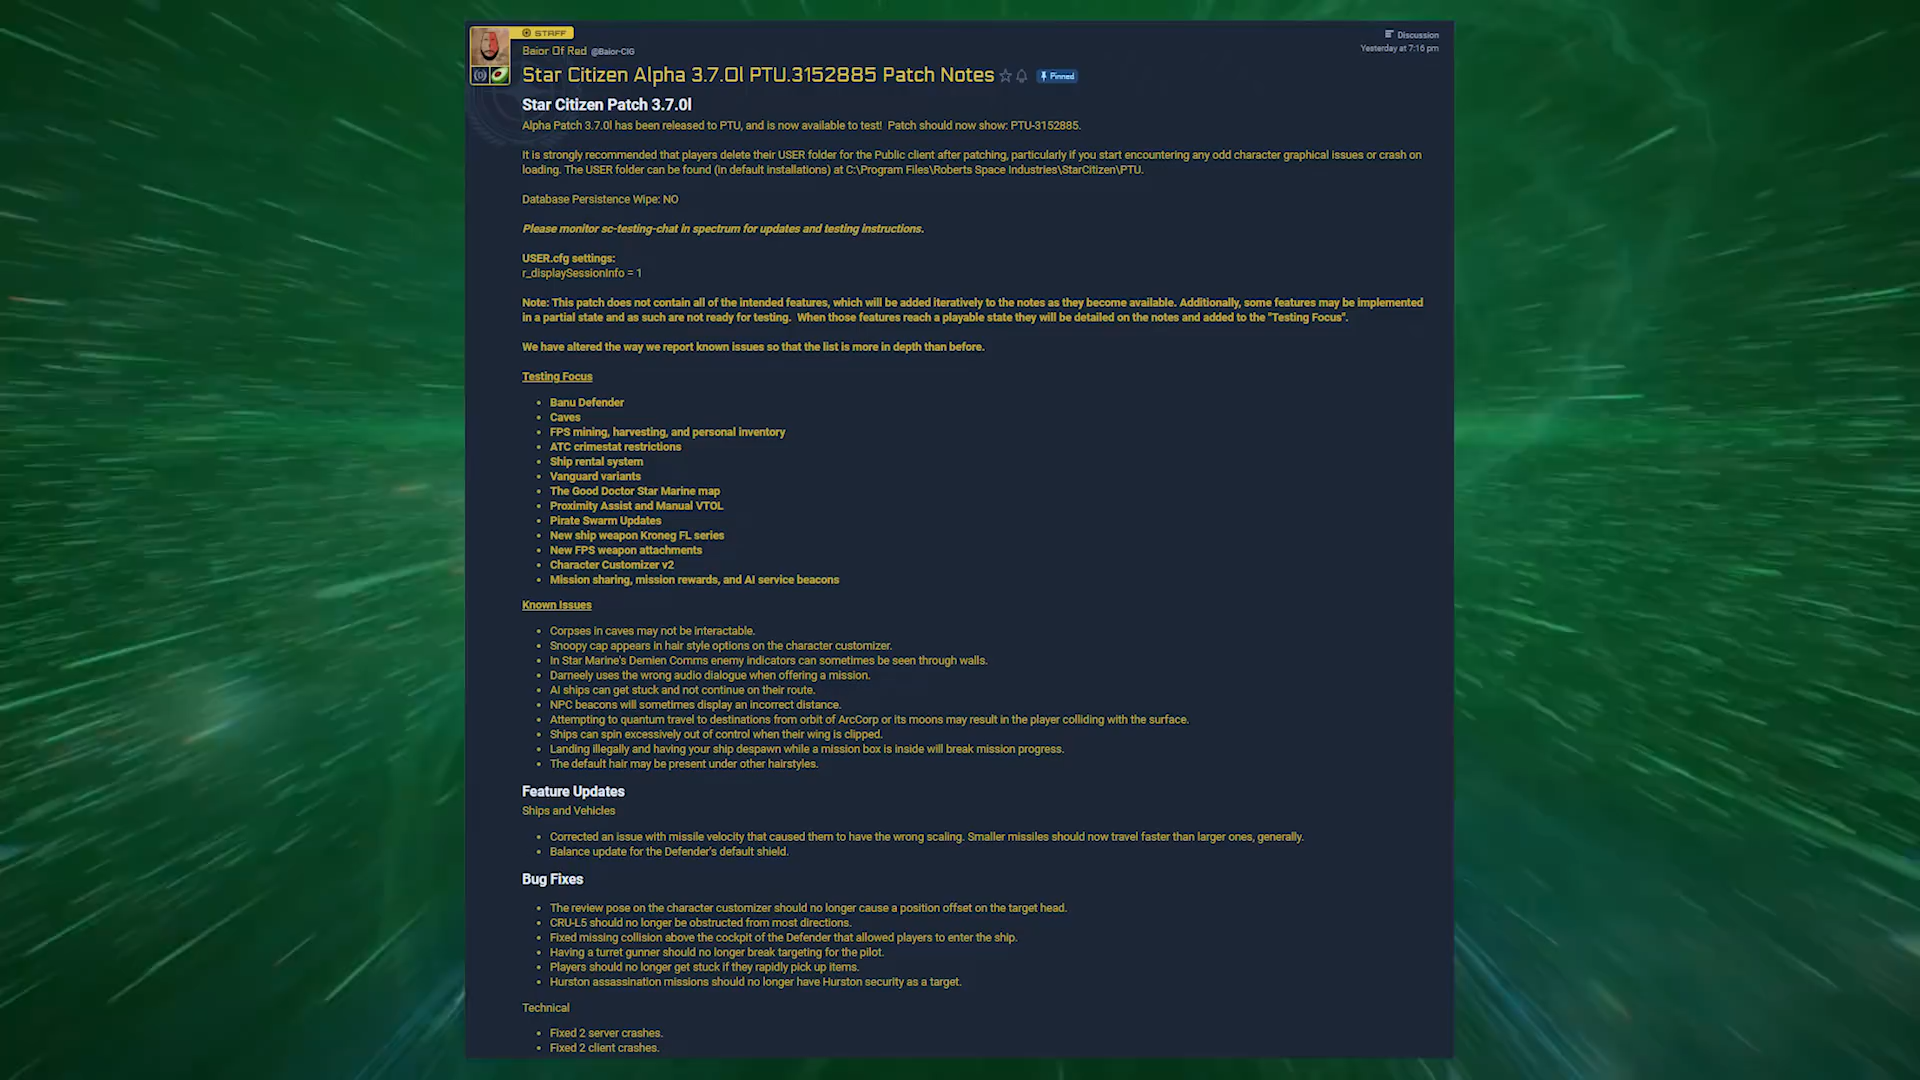 STAFF
Baior Of Red @Baior-CIG
Discussion
Yesterday at 7:16 pm
Star Citizen Alpha 3.7.0l PTU.3152885 Patch Notes
Pinned
Star Citizen Patch 3.7.0l
Alpha Patch 3.7.0l has been released to PTU, and is now available to test!  Patch should now show: PTU-3152885.
It is strongly recommended that players delete their USER folder for the Public client after patching, particularly if you start encountering any odd character graphical issues or crash on
loading. The USER folder can be found (in default installations) at C:\Program Files\Roberts Space Industries\StarCitizen\PTU.
Database Persistence Wipe: NO
Please monitor sc-testing-chat in spectrum for updates and testing instructions.
USER.cfg settings:
r_displaySessionInfo = 1
Note: This patch does not contain all of the intended features, which will be added iteratively to the notes as they become available. Additionally, some features may be implemented
in a partial state and as such are not ready for testing.  When those features reach a playable state they will be detailed on the notes and added to the "Testing Focus".
We have altered the way we report known issues so that the list is more in depth than before.
Testing Focus
• Banu Defender
• Caves
• FPS mining, harvesting, and personal inventory
• ATC crimestat restrictions
• Ship rental system
• Vanguard variants
• The Good Doctor Star Marine map
• Proximity Assist and Manual VTOL
• Pirate Swarm Updates
• New ship weapon Kroneg FL series
• New FPS weapon attachments
• Character Customizer v2
• Mission sharing, mission rewards, and AI service beacons
Known Issues
• Corpses in caves may not be interactable.
• Snoopy cap appears in hair style options on the character customizer.
• In Star Marine's Demien Comms enemy indicators can sometimes be seen through walls.
• Darneely uses the wrong audio dialogue when offering a mission.
• AI ships can get stuck and not continue on their route.
• NPC beacons will sometimes display an incorrect distance.
• Attempting to quantum travel to destinations from orbit of ArcCorp or its moons may result in the player colliding with the surface.
• Ships can spin excessively out of control when their wing is clipped.
• Landing illegally and having your ship despawn while a mission box is inside will break mission progress.
• The default hair may be present under other hairstyles.
Feature Updates
Ships and Vehicles
• Corrected an issue with missile velocity that caused them to have the wrong scaling. Smaller missiles should now travel faster than larger ones, generally.
• Balance update for the Defender's default shield.
Bug Fixes
• The review pose on the character customizer should no longer cause a position offset on the target head.
• CRU-L5 should no longer be obstructed from most directions.
• Fixed missing collision above the cockpit of the Defender that allowed players to enter the ship.
• Having a turret gunner should no longer break targeting for the pilot.
• Players should no longer get stuck if they rapidly pick up items.
• Hurston assassination missions should no longer have Hurston security as a target.
Technical
• Fixed 2 server crashes.
• Fixed 2 client crashes.